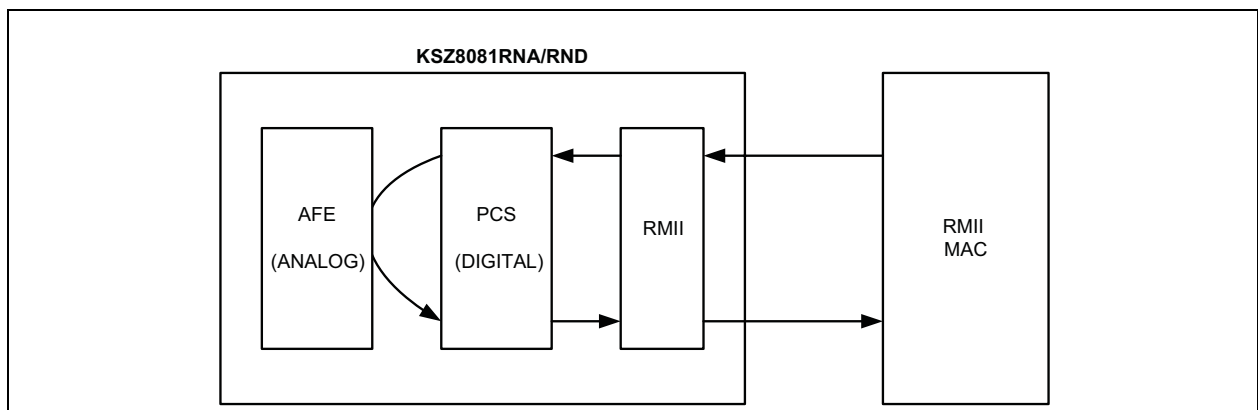 KSZ8081RNA/RND
AFE
(ANALOG)
PCS
(DIGITAL)
RMII
RMII
MAC